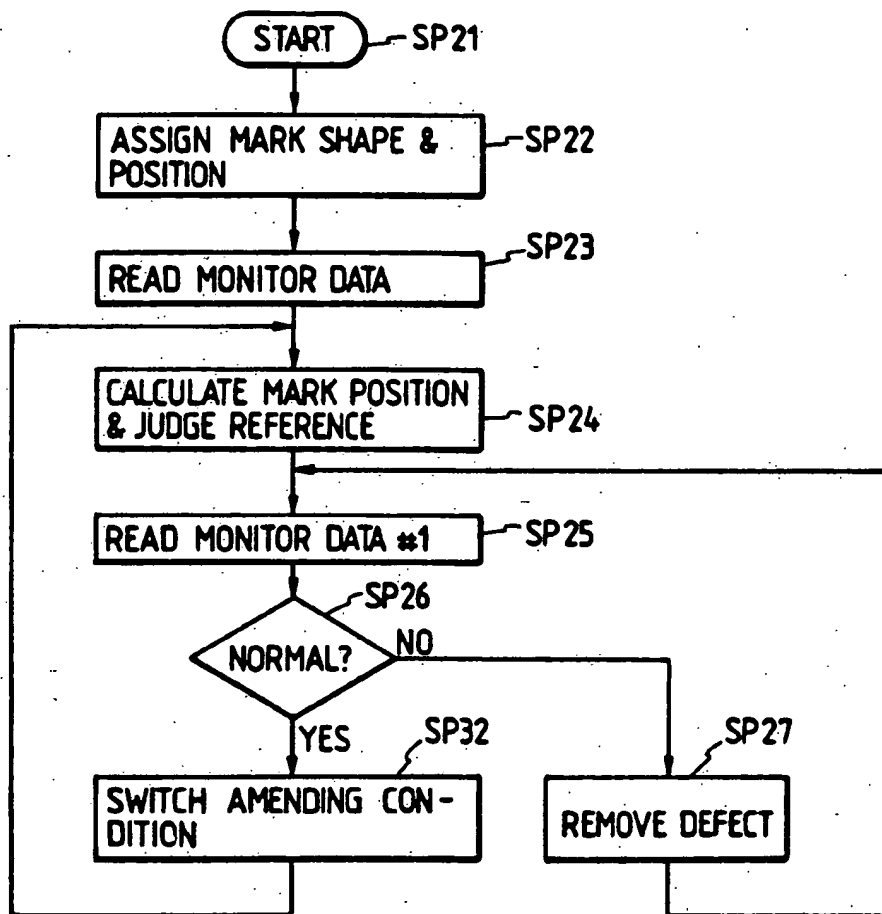 START
SP21
ASSIGN MARK SHAPE &
POSITION
SP22
READ MONITOR DATA
SP23
CALCULATE MARK POSITION
& JUDGE REFERENCE
SP24
READ MONITOR DATA #1
SP25
SP26
NORMAL?
NO
YES
SP32
SP27
SWITCH AMENDING CON-
DITION
REMOVE DEFECT